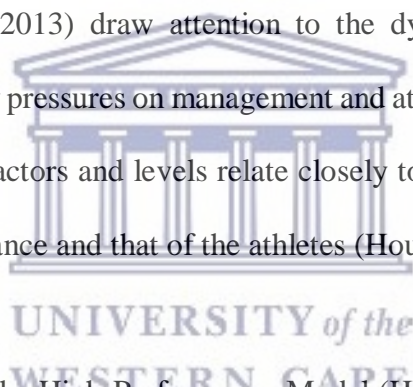 2013) draw attention to the dy
pressures on management and at
actors and levels relate closely to
ance and that of the athletes (Hou
UNIVERSITY of the
High Performance Model (H
WESTERN CAPE